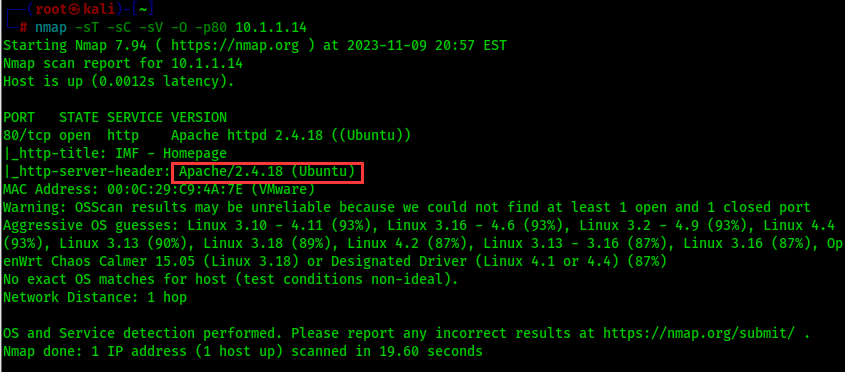 (root㉿kali)-[~]
# nmap -sT -sC -sV -O -p80 10.1.1.14
Starting Nmap 7.94 ( https://nmap.org ) at 2023-11-09 20:57 EST
Nmap scan report for 10.1.1.14
Host is up (0.0012s latency).
PORT   STATE SERVICE VERSION
80/tcp open  http    Apache httpd 2.4.18 ((Ubuntu))
|_http-title: IMF - Homepage
|_http-server-header: Apache/2.4.18 (Ubuntu)
MAC Address: 00:0C:29:C9:4A:7E (VMware)
Warning: OSScan results may be unreliable because we could not find at least 1 open and 1 closed port
Aggressive OS guesses: Linux 3.10 - 4.11 (93%), Linux 3.16 - 4.6 (93%), Linux 3.2 - 4.9 (93%), Linux 4.4
(93%), Linux 3.13 (90%), Linux 3.18 (89%), Linux 4.2 (87%), Linux 3.13 - 3.16 (87%), Linux 3.16 (87%), Op
enWrt Chaos Calmer 15.05 (Linux 3.18) or Designated Driver (Linux 4.1 or 4.4) (87%)
No exact OS matches for host (test conditions non-ideal).
Network Distance: 1 hop
OS and Service detection performed. Please report any incorrect results at https://nmap.org/submit/ .
Nmap done: 1 IP address (1 host up) scanned in 19.60 seconds